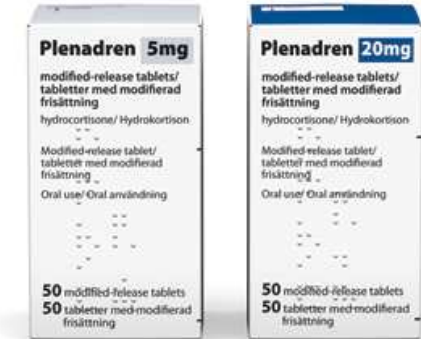 Plenadren 5mg
modified-release tablets/
tabletter med modifierad
frisättning
hydrocortisone/ Hydrokortison
Modified-release tablet/
tabletter med modifierad
frisättning
Oral use/ Oral användning
50 modified-release tablets
50 tabletter med modifierad
frisättning
Plenadren 20mg
modified-release tablets/
tabletter med modifierad
frisättning
hydrocortisone/ Hydrokortison
Modified-release tablet/
tabletter med modifierad
frisättning
Oral use/ Oral användning
50 modified-release tablets
50 tabletter med modifierad
frisättning